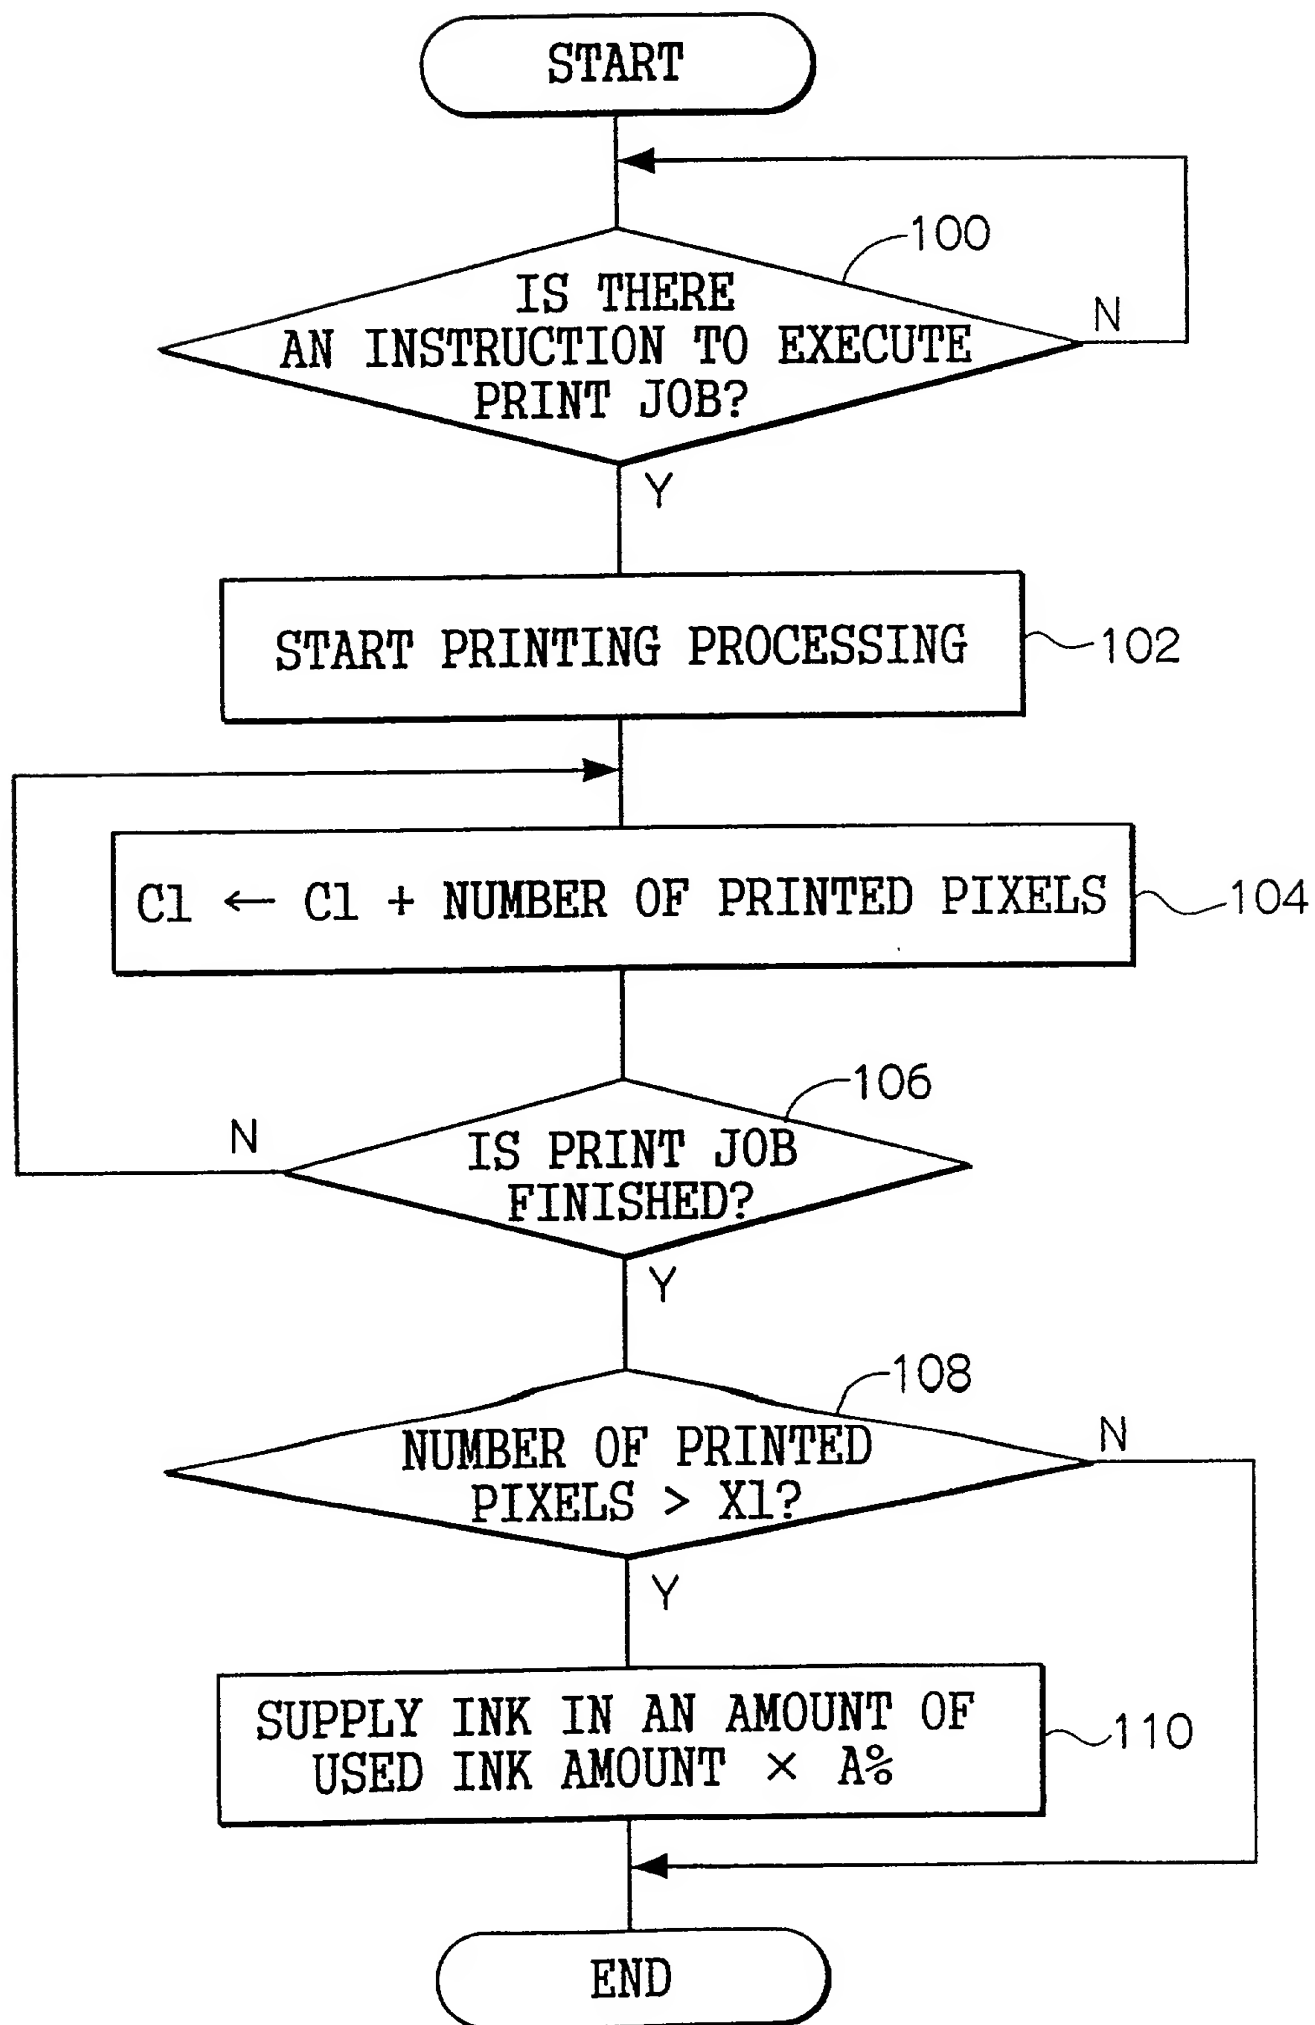 START
100
IS THERE
AN INSTRUCTION TO EXECUTE
PRINT JOB?
N
Y
START PRINTING PROCESSING
102
C1 ← C1 + NUMBER OF PRINTED PIXELS
104
106
IS PRINT JOB
FINISHED?
N
Y
108
NUMBER OF PRINTED
PIXELS > X1?
N
Y
SUPPLY INK IN AN AMOUNT OF
USED INK AMOUNT × A%
110
END